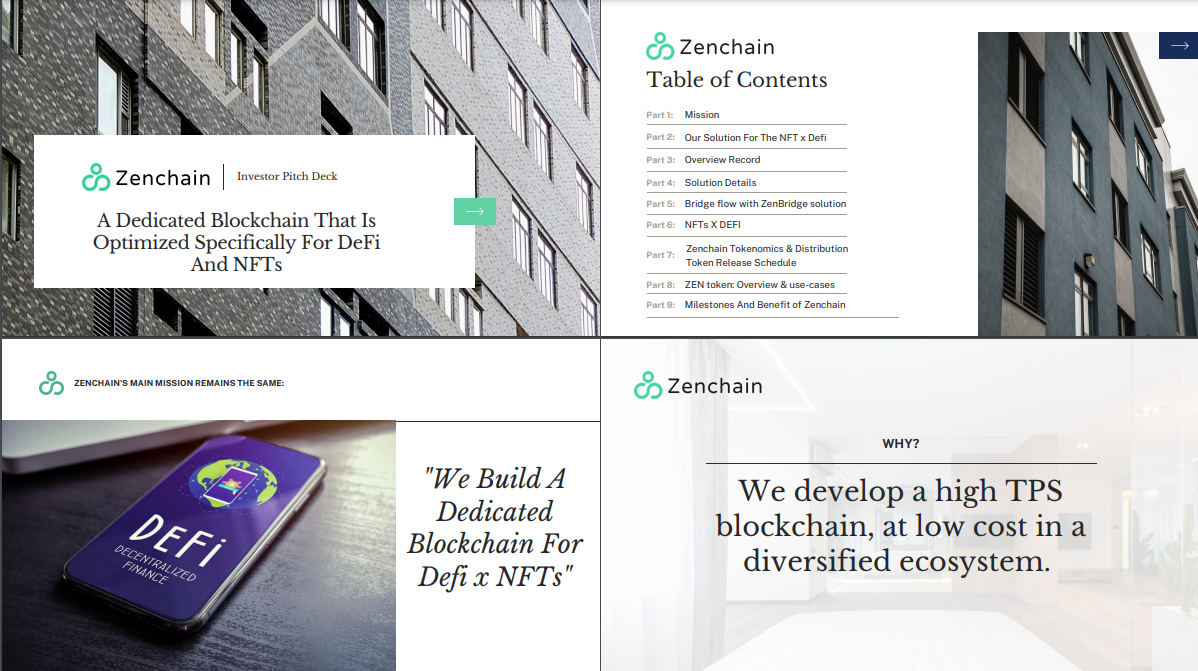 Zenchain
Investor Pitch Deck
A Dedicated Blockchain That Is
Optimized Specifically For DeFi
And NFTs
Zenchain
Table of Contents
Part 1: Mission
Part 2: Our Solution For The NFT x Defi
Part 3: Overview Record
Part 4: Solution Details
Part 5: Bridge flow with ZenBridge solution
Part 6: NFTs X DEFI
Part 7: Zenchain Tokenomics & Distribution
Token Release Schedule
Part 8: ZEN token: Overview & use-cases
Part 9: Milestones And Benefit of Zenchain
ZENCHAIN'S MAIN MISSION REMAINS THE SAME:
DEFi
DECENTRALIZED
FINANCE
"We Build A
Dedicated
Blockchain For
Defi x NFTs"
Zenchain
WHY?
We develop a high TPS
blockchain, at low cost in a
diversified ecosystem.